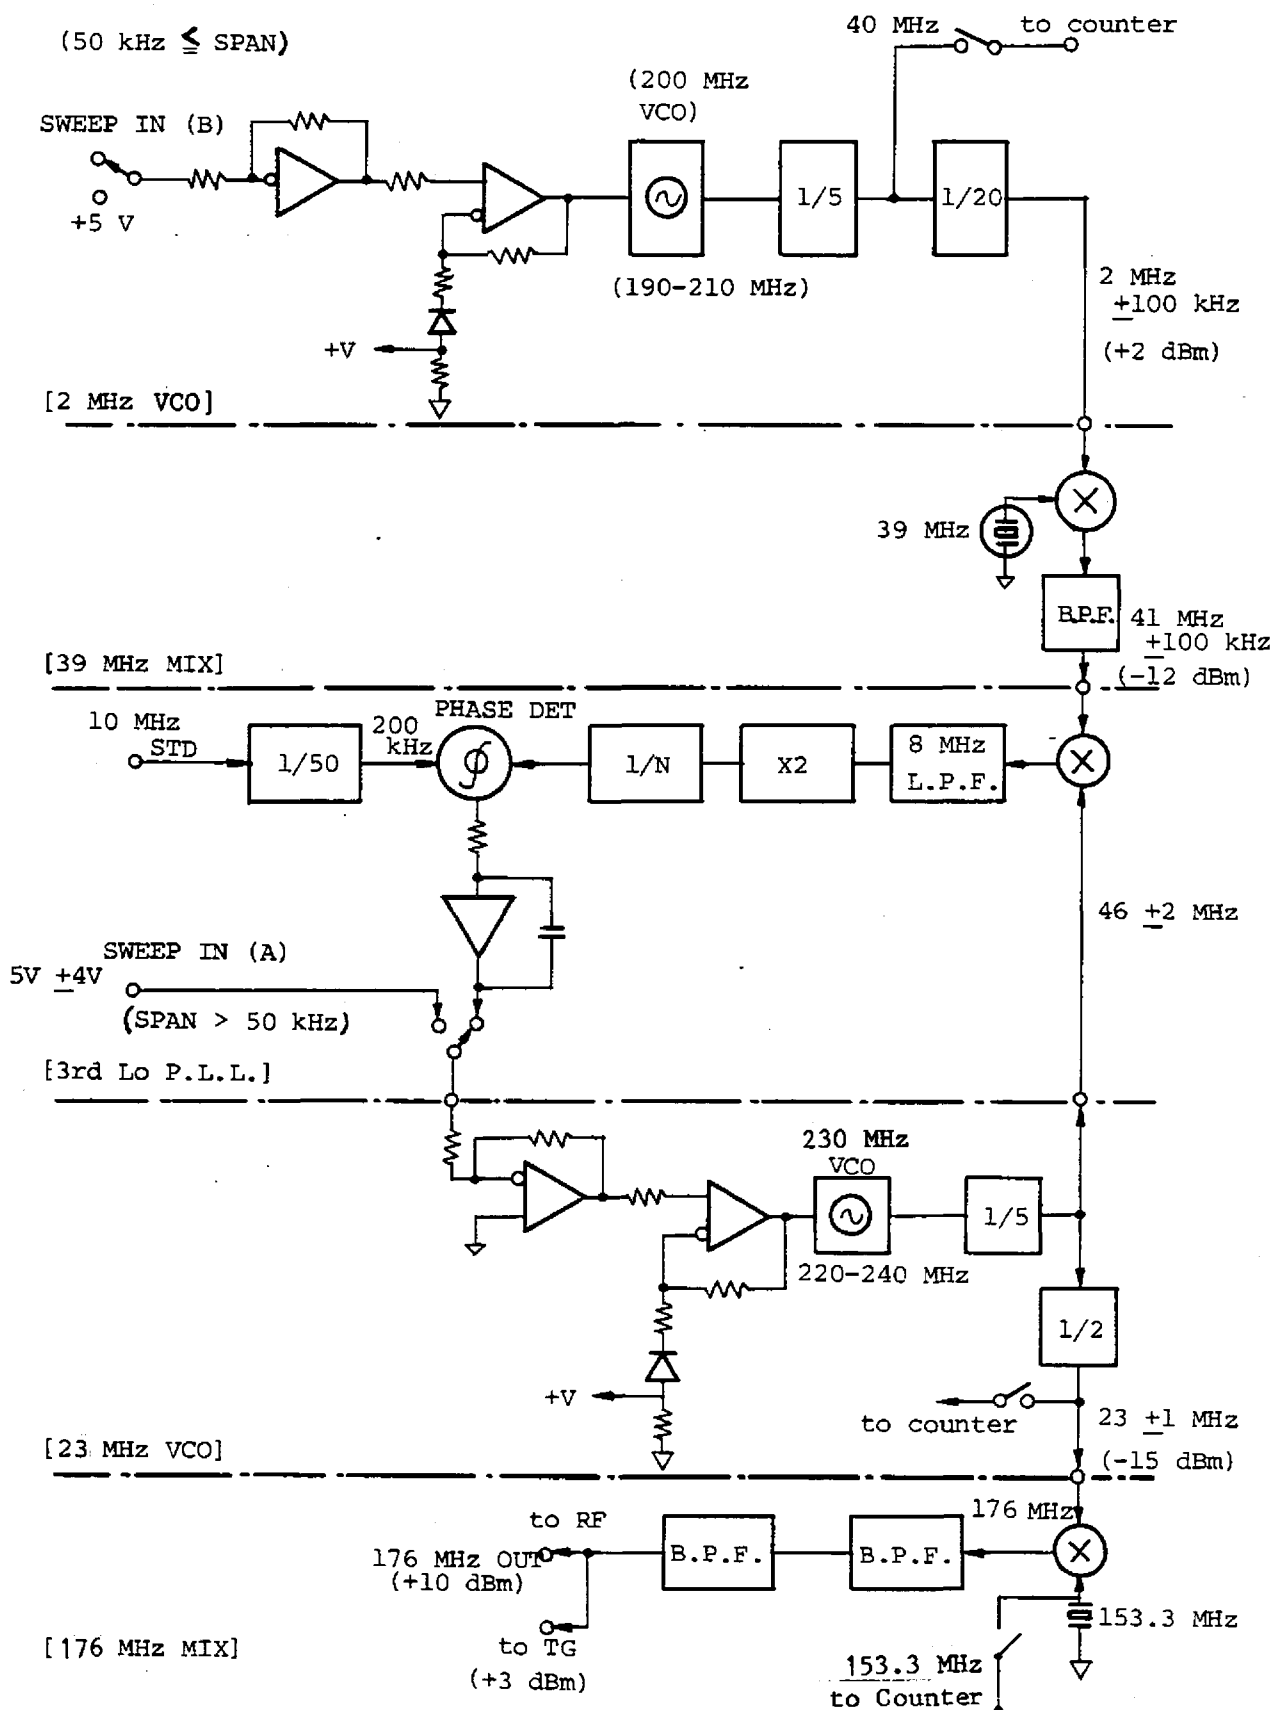 (50 kHz ≦ SPAN)
40 MHz
to counter
(200 MHz
VCO)
SWEEP IN (B)
+5 V
1/5
1/20
(190-210 MHz)
2 MHz
±100 kHz
(+2 dBm)
+V
[2 MHz VCO]
39 MHz
B.P.F.
41 MHz
±100 kHz
(-12 dBm)
[39 MHz MIX]
10 MHz
STD
1/50
200
kHz
PHASE DET
ϕ
1/N
X2
8 MHz
L.P.F.
46 ±2 MHz
SWEEP IN (A)
5V ±4V
(SPAN > 50 kHz)
[3rd Lo P.L.L.]
230 MHz
VCO
1/5
220-240 MHz
1/2
+V
to counter
23 ±1 MHz
(-15 dBm)
[23 MHz VCO]
176 MHz
to RF
176 MHz OUT
(+10 dBm)
B.P.F.
B.P.F.
153.3 MHz
to TG
(+3 dBm)
[176 MHz MIX]
153.3 MHz
to Counter